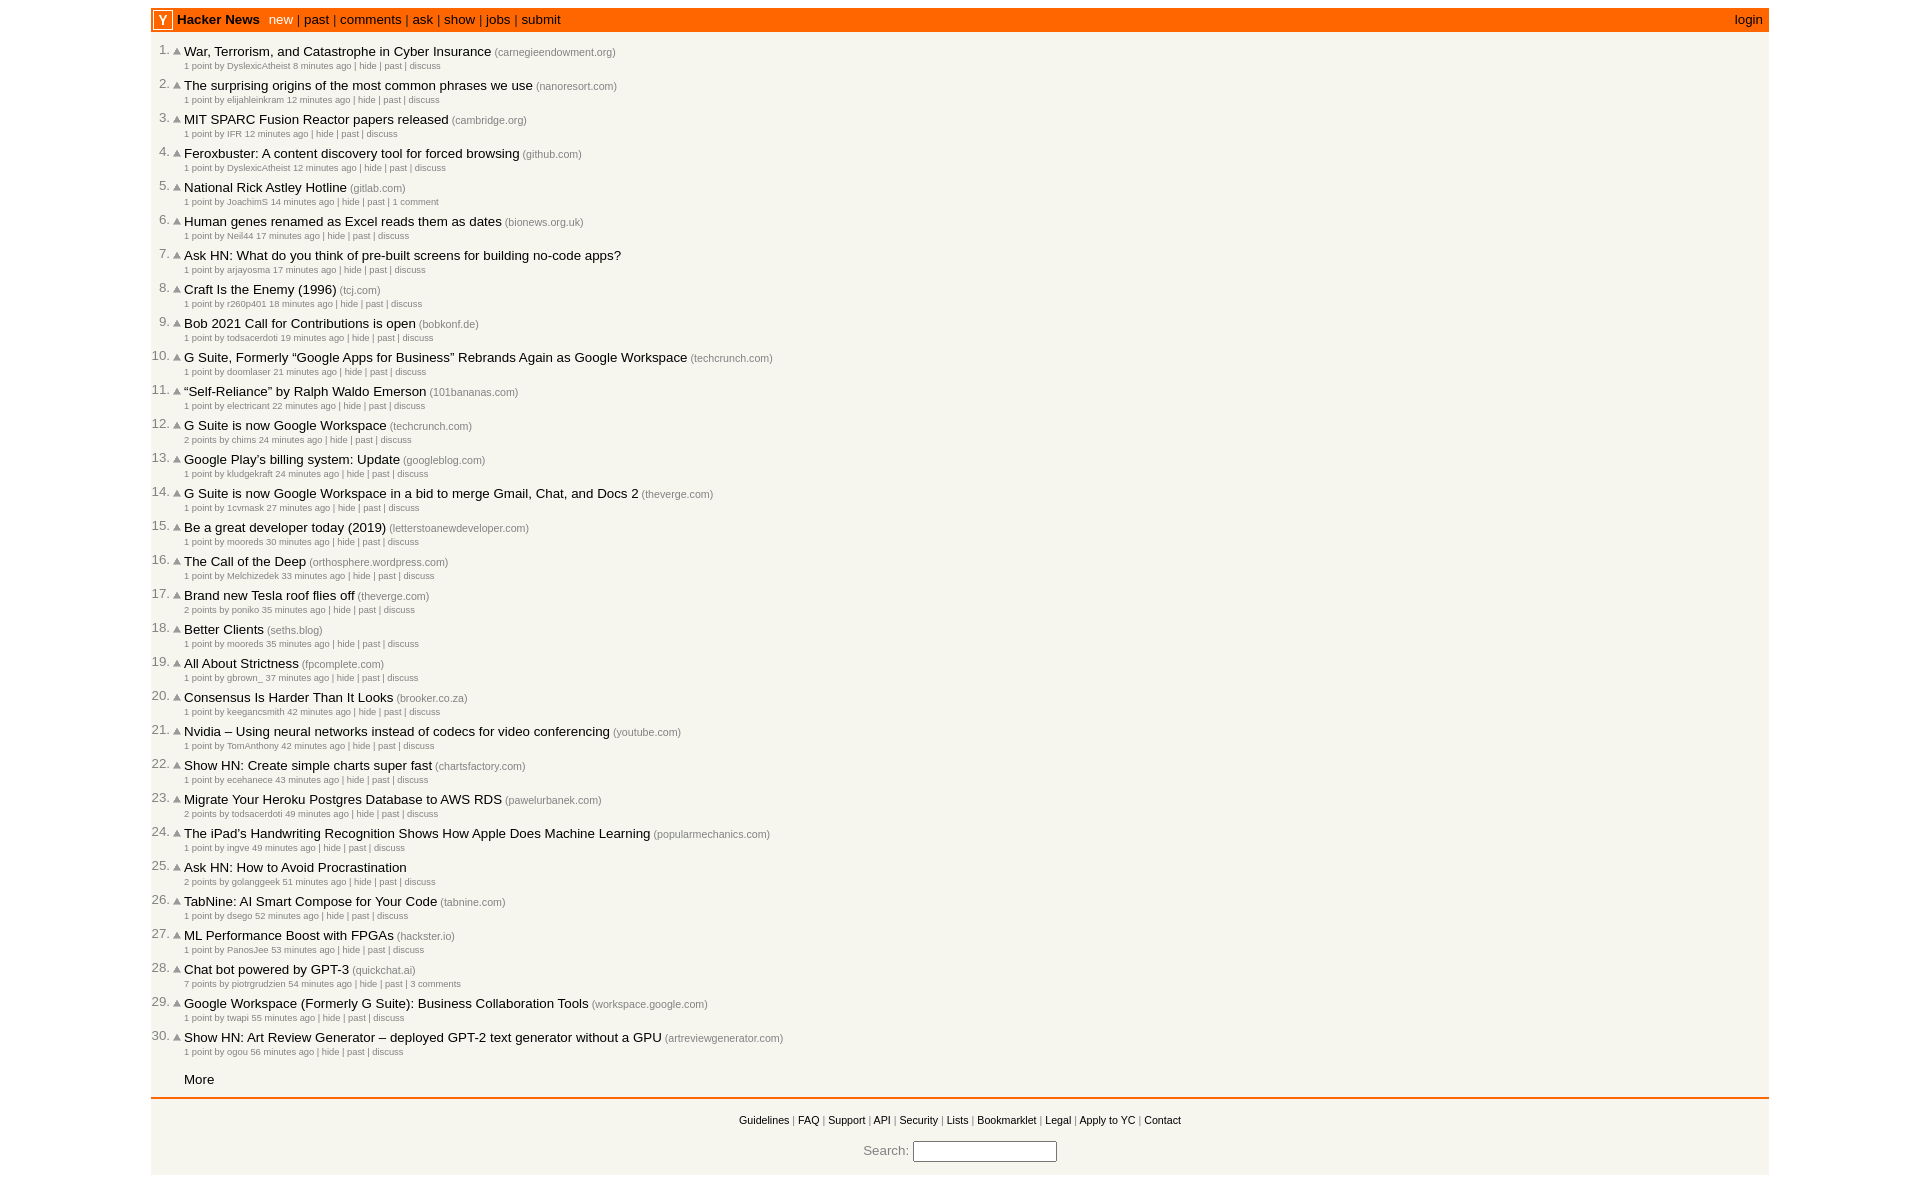 Y Hacker News new | past | comments | ask | show | jobs | submit login
1. War, Terrorism, and Catastrophe in Cyber Insurance (carnegieendowment.org)
1 point by DyslexicAtheist 8 minutes ago | hide | past | discuss
2. The surprising origins of the most common phrases we use (nanoresort.com)
1 point by elijahleinkram 12 minutes ago | hide | past | discuss
3. MIT SPARC Fusion Reactor papers released (cambridge.org)
1 point by IFR 12 minutes ago | hide | past | discuss
4. Feroxbuster: A content discovery tool for forced browsing (github.com)
1 point by DyslexicAtheist 12 minutes ago | hide | past | discuss
5. National Rick Astley Hotline (gitlab.com)
1 point by JoachimS 14 minutes ago | hide | past | 1 comment
6. Human genes renamed as Excel reads them as dates (bionews.org.uk)
1 point by Neil44 17 minutes ago | hide | past | discuss
7. Ask HN: What do you think of pre-built screens for building no-code apps?
1 point by arjayosma 17 minutes ago | hide | past | discuss
8. Craft Is the Enemy (1996) (tcj.com)
1 point by r260p401 18 minutes ago | hide | past | discuss
9. Bob 2021 Call for Contributions is open (bobkonf.de)
1 point by todsacerdoti 19 minutes ago | hide | past | discuss
10. G Suite, Formerly “Google Apps for Business” Rebrands Again as Google Workspace (techcrunch.com)
1 point by doomlaser 21 minutes ago | hide | past | discuss
11. “Self-Reliance” by Ralph Waldo Emerson (101bananas.com)
1 point by electricant 22 minutes ago | hide | past | discuss
12. G Suite is now Google Workspace (techcrunch.com)
2 points by chims 24 minutes ago | hide | past | discuss
13. Google Play’s billing system: Update (googleblog.com)
1 point by kludgekraft 24 minutes ago | hide | past | discuss
14. G Suite is now Google Workspace in a bid to merge Gmail, Chat, and Docs 2 (theverge.com)
1 point by 1cvmask 27 minutes ago | hide | past | discuss
15. Be a great developer today (2019) (letterstoanewdeveloper.com)
1 point by mooreds 30 minutes ago | hide | past | discuss
16. The Call of the Deep (orthosphere.wordpress.com)
1 point by Melchizedek 33 minutes ago | hide | past | discuss
17. Brand new Tesla roof flies off (theverge.com)
2 points by poniko 35 minutes ago | hide | past | discuss
18. Better Clients (seths.blog)
1 point by mooreds 35 minutes ago | hide | past | discuss
19. All About Strictness (fpcomplete.com)
1 point by gbrown_ 37 minutes ago | hide | past | discuss
20. Consensus Is Harder Than It Looks (brooker.co.za)
1 point by keegancsmith 42 minutes ago | hide | past | discuss
21. Nvidia – Using neural networks instead of codecs for video conferencing (youtube.com)
1 point by TomAnthony 42 minutes ago | hide | past | discuss
22. Show HN: Create simple charts super fast (chartsfactory.com)
1 point by ecehanece 43 minutes ago | hide | past | discuss
23. Migrate Your Heroku Postgres Database to AWS RDS (pawelurbanek.com)
2 points by todsacerdoti 49 minutes ago | hide | past | discuss
24. The iPad’s Handwriting Recognition Shows How Apple Does Machine Learning (popularmechanics.com)
1 point by ingve 49 minutes ago | hide | past | discuss
25. Ask HN: How to Avoid Procrastination
2 points by golanggeek 51 minutes ago | hide | past | discuss
26. TabNine: AI Smart Compose for Your Code (tabnine.com)
1 point by dsego 52 minutes ago | hide | past | discuss
27. ML Performance Boost with FPGAs (hackster.io)
1 point by PanosJee 53 minutes ago | hide | past | discuss
28. Chat bot powered by GPT-3 (quickchat.ai)
7 points by piotrgrudzien 54 minutes ago | hide | past | 3 comments
29. Google Workspace (Formerly G Suite): Business Collaboration Tools (workspace.google.com)
1 point by twapi 55 minutes ago | hide | past | discuss
30. Show HN: Art Review Generator – deployed GPT-2 text generator without a GPU (artreviewgenerator.com)
1 point by ogou 56 minutes ago | hide | past | discuss
More
Guidelines | FAQ | Support | API | Security | Lists | Bookmarklet | Legal | Apply to YC | Contact
Search: